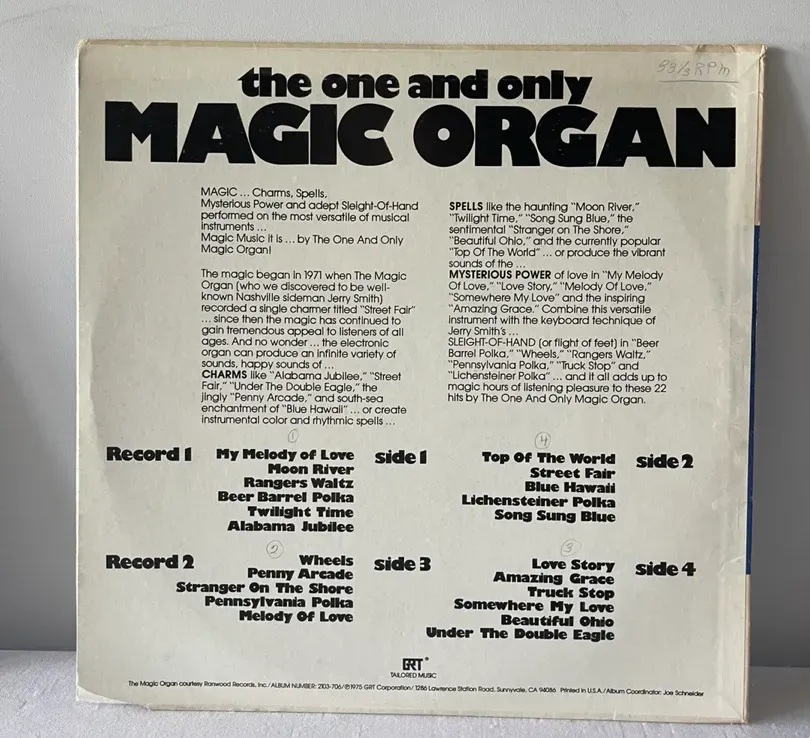 33 1/3 RPM
the one and only
MAGIC ORGAN
MAGIC ... Charms, Spells,
Mysterious Power and adept Sleight-Of-Hand
performed on the most versatile of musical
instruments ...
Magic Music it is ... by The One And Only
Magic Organ!
The magic began in 1971 when The Magic
Organ (who we discovered to be well-
known Nashville sideman Jerry Smith)
recorded a single charmer titled "Street Fair"
... since then the magic has continued to
gain tremendous appeal to listeners of all
ages. And no wonder ... the electronic
organ can produce an infinite variety of
sounds, happy sounds of ...
CHARMS like "Alabama Jubilee," "Street
Fair," "Under The Double Eagle," the
jingly "Penny Arcade," and south-sea
enchantment of "Blue Hawaii" ... or create
instrumental color and rhythmic spells ...
SPELLS like the haunting "Moon River,"
"Twilight Time," "Song Sung Blue," the
sentimental "Stranger on The Shore,"
"Beautiful Ohio," and the currently popular
"Top Of The World" ... or produce the vibrant
sounds of the ...
MYSTERIOUS POWER of love in "My Melody
Of Love," "Love Story," "Melody Of Love,"
"Somewhere My Love" and the inspiring
"Amazing Grace." Combine this versatile
instrument with the keyboard technique of
Jerry Smith's ...
SLEIGHT-OF-HAND (or flight of feet) in "Beer
Barrel Polka," "Wheels," "Rangers Waltz,"
"Pennsylvania Polka," "Truck Stop" and
"Lichensteiner Polka" ... and it all adds up to
magic hours of listening pleasure to these 22
hits by The One And Only Magic Organ.
1
Record 1
My Melody of Love
Moon River
Rangers Waltz
Beer Barrel Polka
Twilight Time
Alabama Jubilee
side 1
4
Top Of The World
Street Fair
Blue Hawaii
Lichensteiner Polka
Song Sung Blue
side 2
2
Record 2
Wheels
Penny Arcade
Stranger On The Shore
Pennsylvania Polka
Melody Of Love
side 3
3
Love Story
Amazing Grace
Truck Stop
Somewhere My Love
Beautiful Ohio
Under The Double Eagle
side 4
GRT
TAILORED MUSIC
The Magic Organ courtesy Ranwood Records, Inc./ALBUM NUMBER: 2103-706/℗1975 GRT Corporation/1286 Lawrence Station Road, Sunnyvale, CA 94086 Printed in U.S.A./Album Coordinator: Joe Schneider